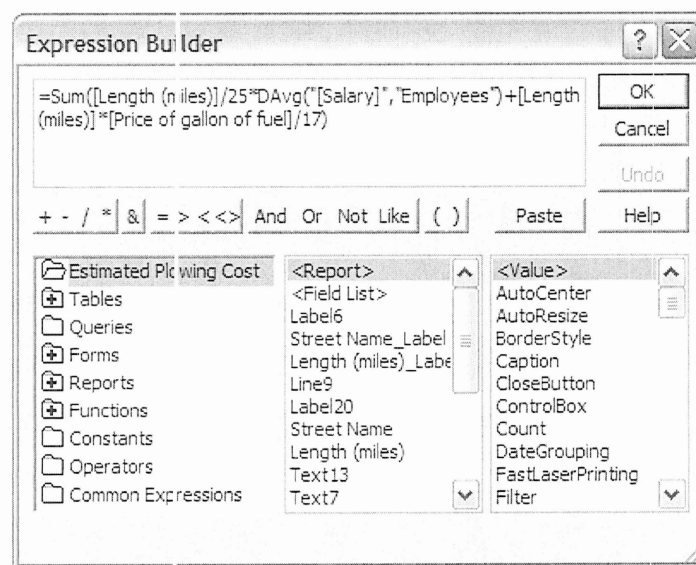 Expression Builder
?
=Sum([Length (miles)]/25*DAvg("[Salary]","Employees")+[Length
(miles)]*[Price of gallon of fuel]/17)
OK
Cancel
Undo
+ - / * & = > < <> And Or Not Like ( ) Paste Help
Estimated Plowing Cost
Tables
Queries
Forms
Reports
Functions
Constants
Operators
Common Expressions
<Report>
<Field List>
Label6
Street Name_Label
Length (miles)_Labe
Line9
Label20
Street Name
Length (miles)
Text13
Text7
<Value>
AutoCenter
AutoResize
BorderStyle
Caption
CloseButton
ControlBox
Count
DateGrouping
FastLaserPrinting
Filter